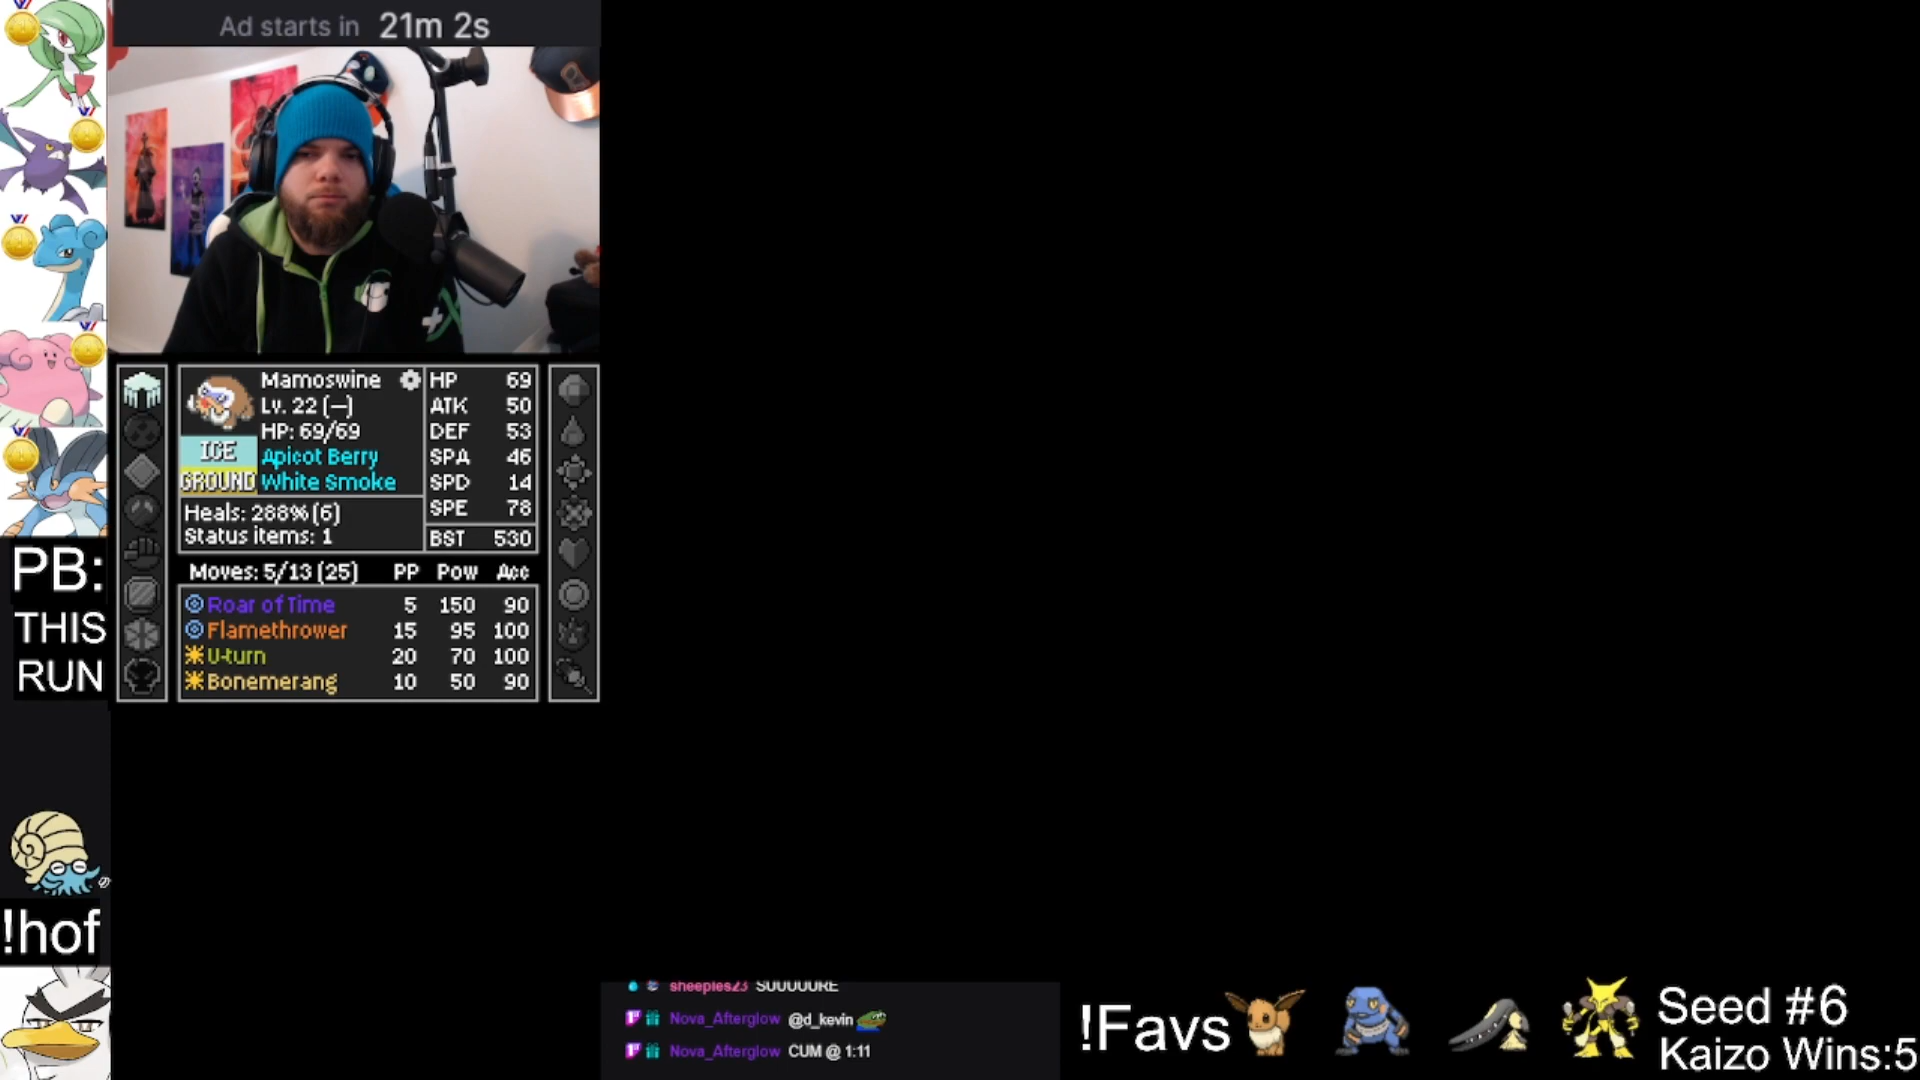 Ad starts in 21m 2s
Mamoswine
Lv. 22 (—)
HP: 69/69
ICE
Apicot Berry
GROUND
White Smoke
Heals: 288% (6)
Status items: 1
HP 69
ATK 50
DEF 53
SPA 46
SPD 14
SPE 78
BST 530
Moves: 5/13 (25) PP Pow Acc
Roar of Time 5 150 90
Flamethrower 15 95 100
U-turn 20 70 100
Bonemerang 10 50 90
PB:
THIS
RUN
!hof
sheeples23 SUUUUURE
Nova_Afterglow @d_kevin
Nova_Afterglow CUM @ 1:11
!Favs
Seed #6
Kaizo Wins:5